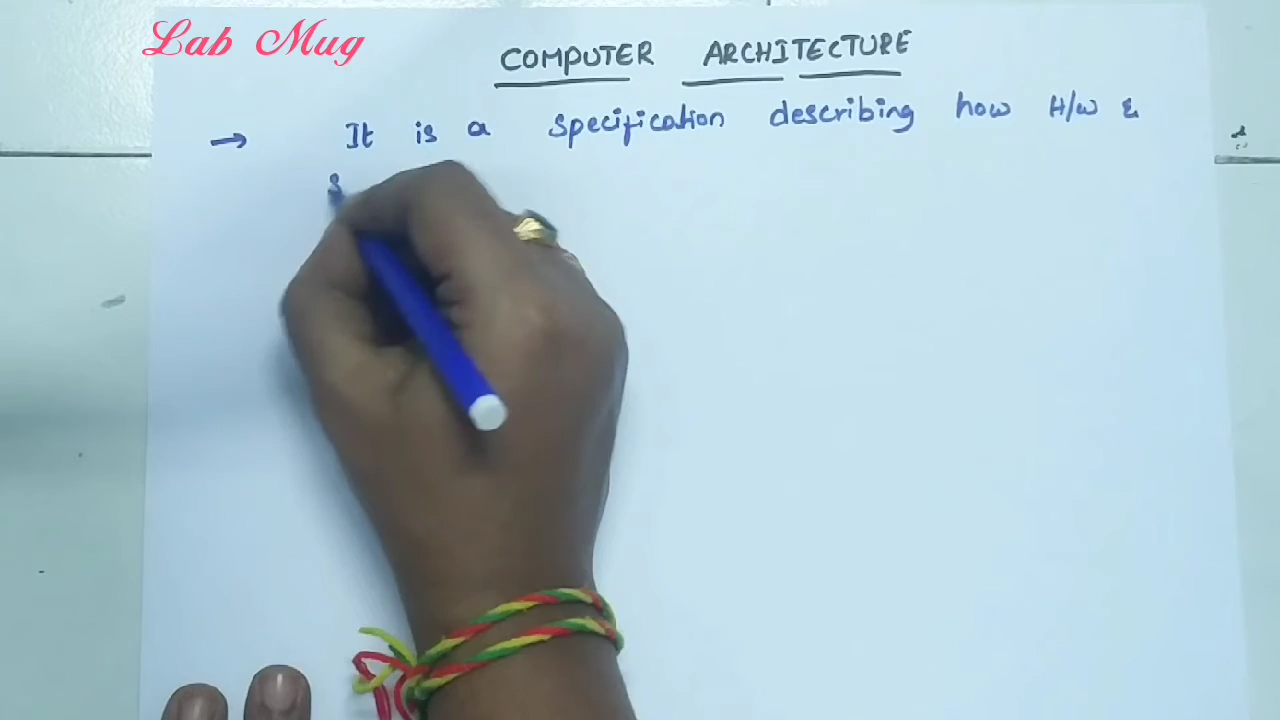 Lab Mug
COMPUTER ARCHITECTURE
→ It is a specification describing how H/w &
s